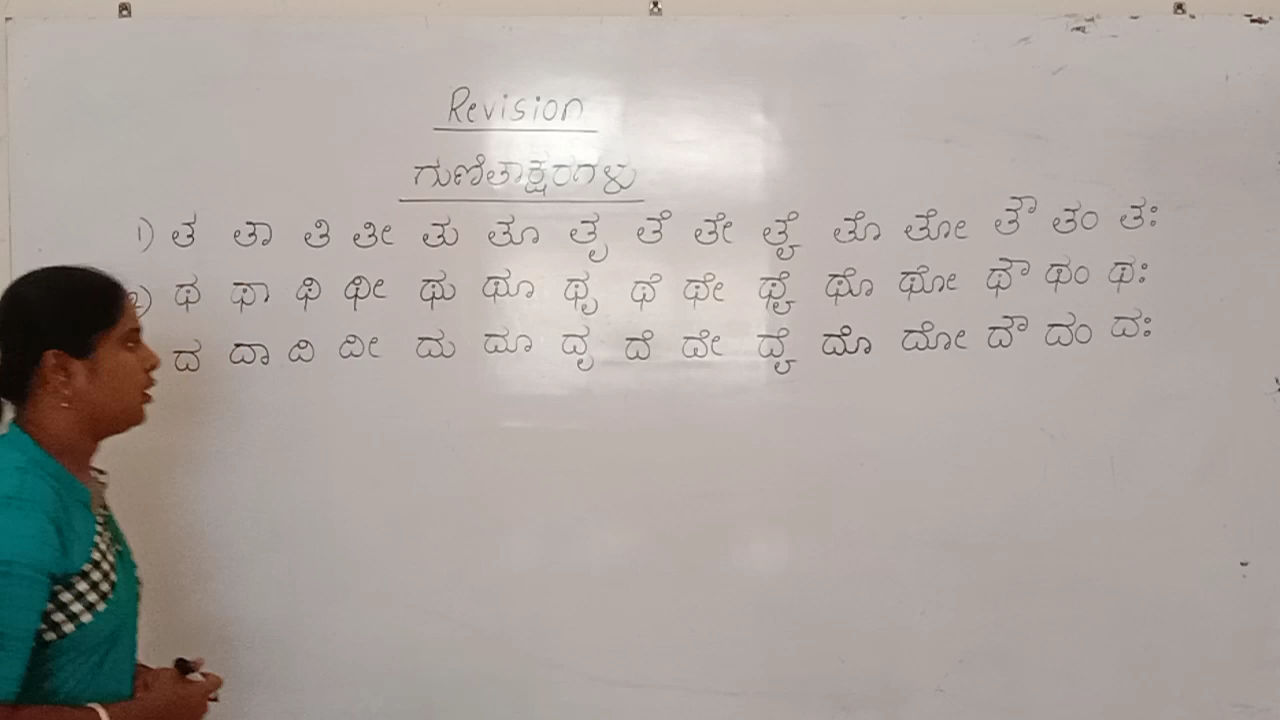 Revision
ಗುಣಿತಾಕ್ಷರಗಳು
1) ತ ತಾ ತಿ ತೀ ತು ತೂ ತೃ ತೆ ತೇ ತೈ ತೊ ತೋ ತೌ ತಂ ತಃ
2) ಥ ಥಾ ಥಿ ಥೀ ಥು ಥೂ ಥೃ ಥೆ ಥೇ ಥೈ ಥೊ ಥೋ ಥೌ ಥಂ ಥಃ
ದ ದಾ ದಿ ದೀ ದು ದೂ ದೃ ದೆ ದೇ ದೈ ದೊ ದೋ ದೌ ದಂ ದಃ